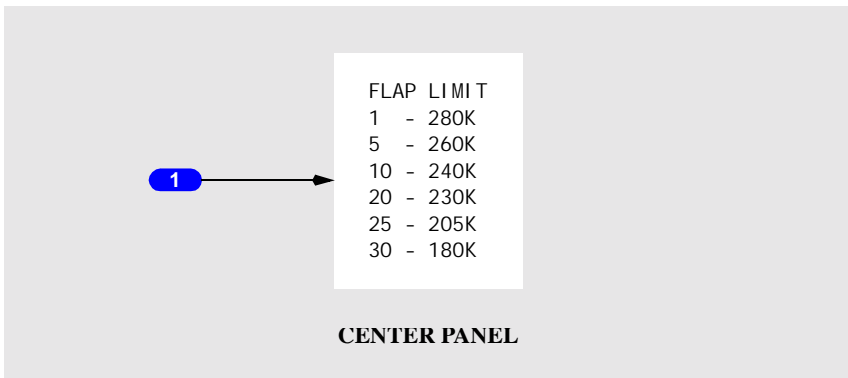 FLAP LIMIT
1 - 280K
5 - 260K
10 - 240K
20 - 230K
25 - 205K
30 - 180K
1
CENTER PANEL